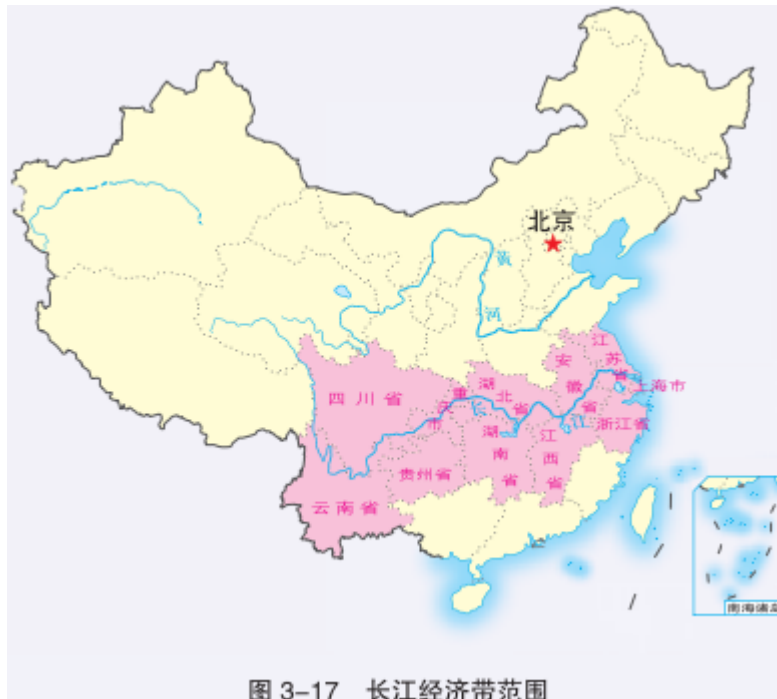 北京
黄
河
四川省
重庆市
湖北省
安徽省
江苏省
上海市
浙江省
长
江
湖南省
江西省
贵州省
云南省
南海诸岛
图 3-17 长江经济带范围